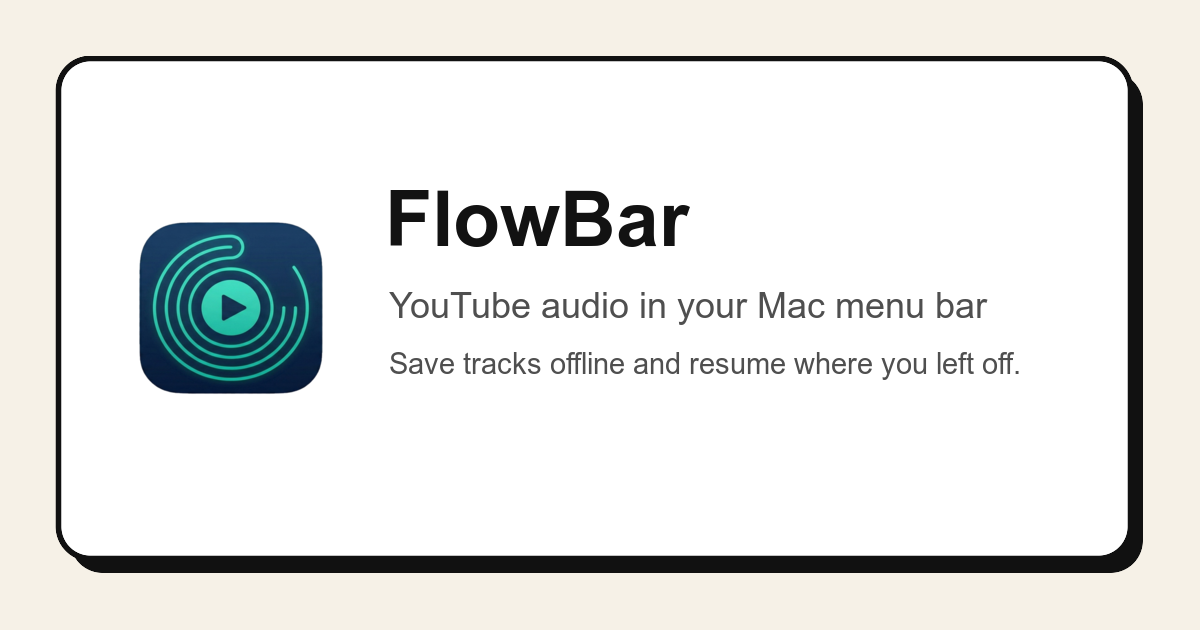 FlowBar
YouTube audio in your Mac menu bar
Save tracks offline and resume where you left off.